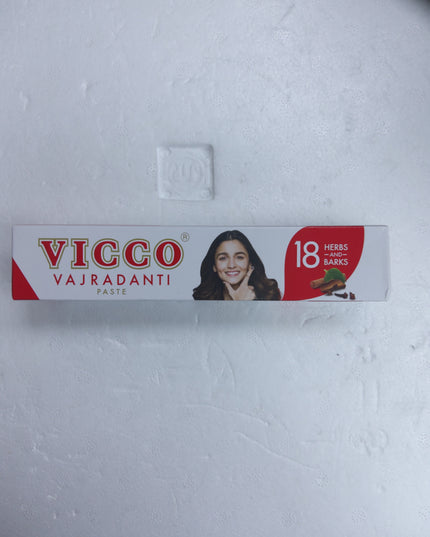 VICCO®
VAJRADANTI
PASTE
18 HERBS
AND
BARKS